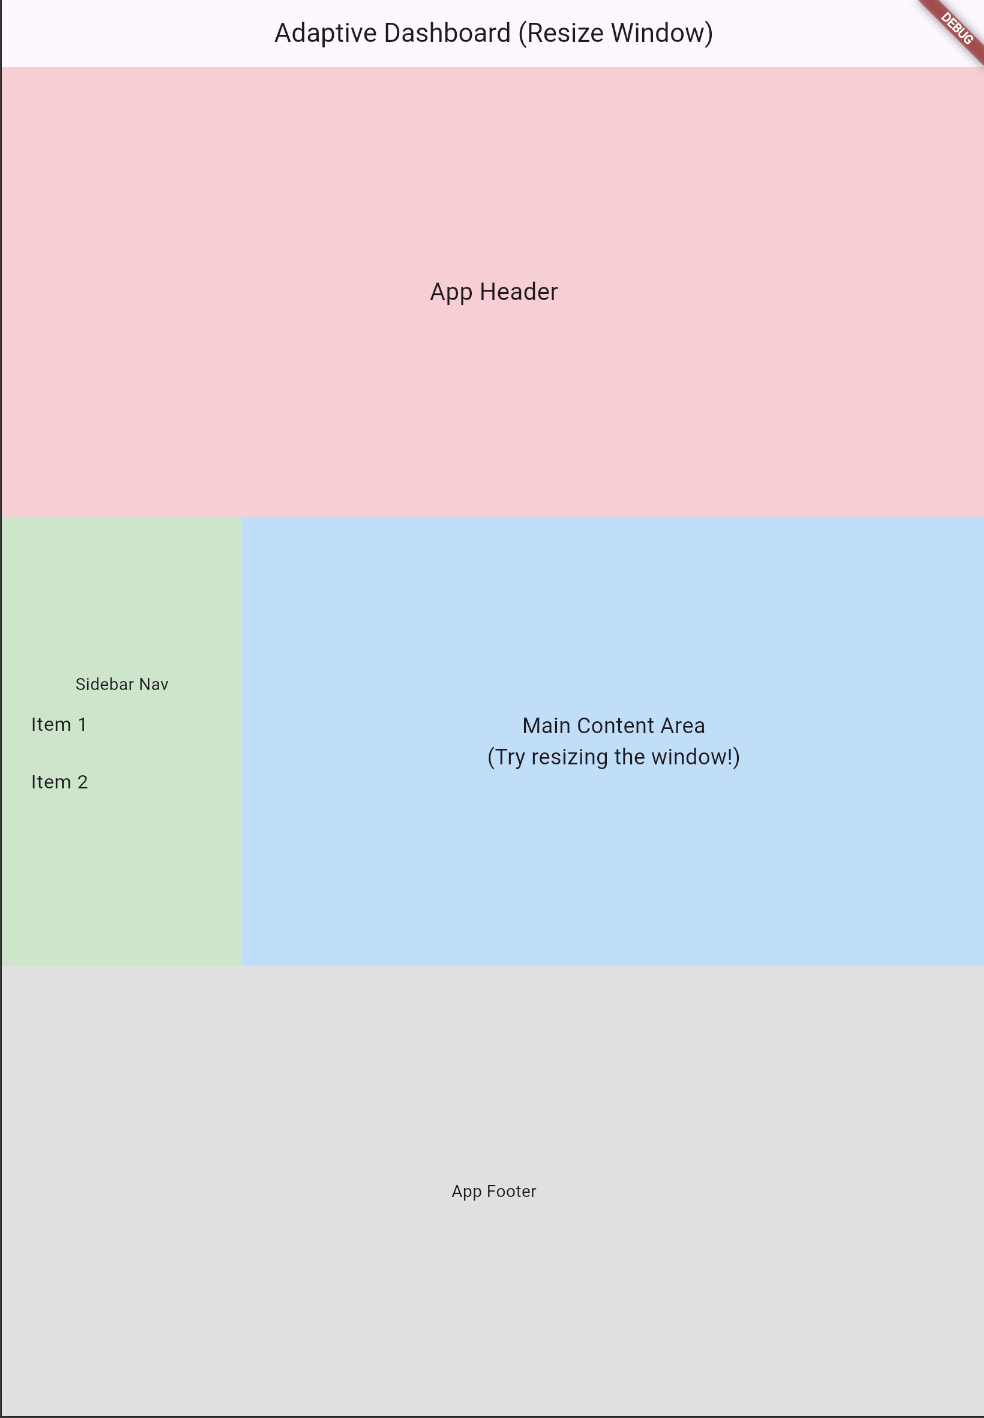 Adaptive Dashboard (Resize Window)
DEBUG
App Header
Sidebar Nav
Item 1
Item 2
Main Content Area
(Try resizing the window!)
App Footer